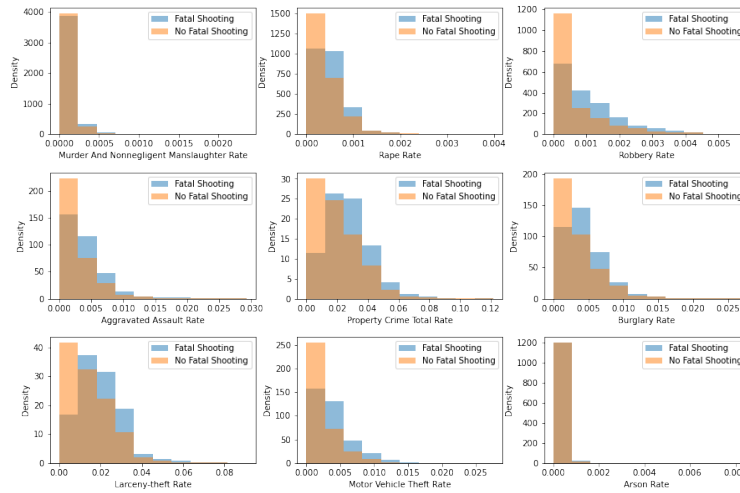 4000
3000
2000
1000
0
Density
0.0000 0.0005 0.0010 0.0015 0.0020
Murder And Nonnegligent Manslaughter Rate
Fatal Shooting
No Fatal Shooting
1500
1250
1000
750
500
250
0
Density
0.000 0.001 0.002 0.003 0.004
Rape Rate
Fatal Shooting
No Fatal Shooting
1200
1000
800
600
400
200
0
Density
0.000 0.001 0.002 0.003 0.004 0.005
Robbery Rate
Fatal Shooting
No Fatal Shooting
200
150
100
50
0
Density
0.000 0.005 0.010 0.015 0.020 0.025 0.030
Aggravated Assault Rate
Fatal Shooting
No Fatal Shooting
30
25
20
15
10
5
0
Density
0.00 0.02 0.04 0.06 0.08 0.10 0.12
Property Crime Total Rate
Fatal Shooting
No Fatal Shooting
200
150
100
50
0
Density
0.000 0.005 0.010 0.015 0.020 0.025
Burglary Rate
Fatal Shooting
No Fatal Shooting
40
30
20
10
0
Density
0.00 0.02 0.04 0.06 0.08
Larceny-theft Rate
Fatal Shooting
No Fatal Shooting
250
200
150
100
50
0
Density
0.000 0.005 0.010 0.015 0.020 0.025
Motor Vehicle Theft Rate
Fatal Shooting
No Fatal Shooting
1200
1000
800
600
400
200
0
Density
0.000 0.002 0.004 0.006
Arson Rate
Fatal Shooting
No Fatal Shooting